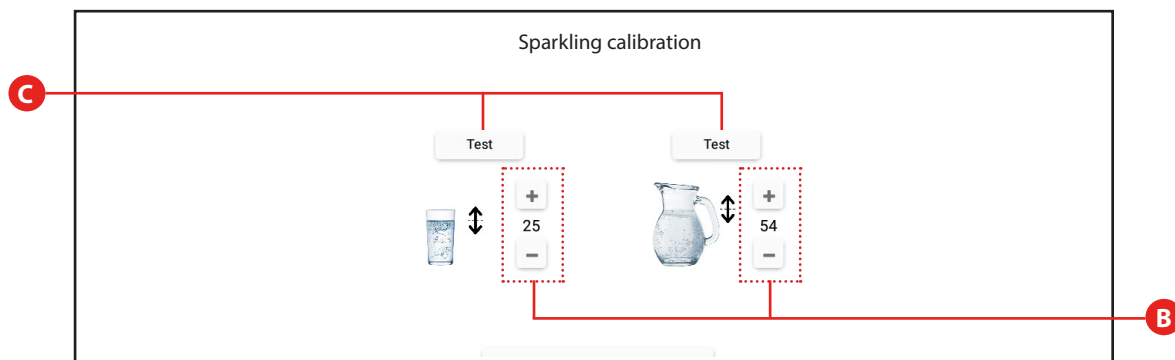 Sparkling calibration
C
Test Test
+ +
25 54
− −
B